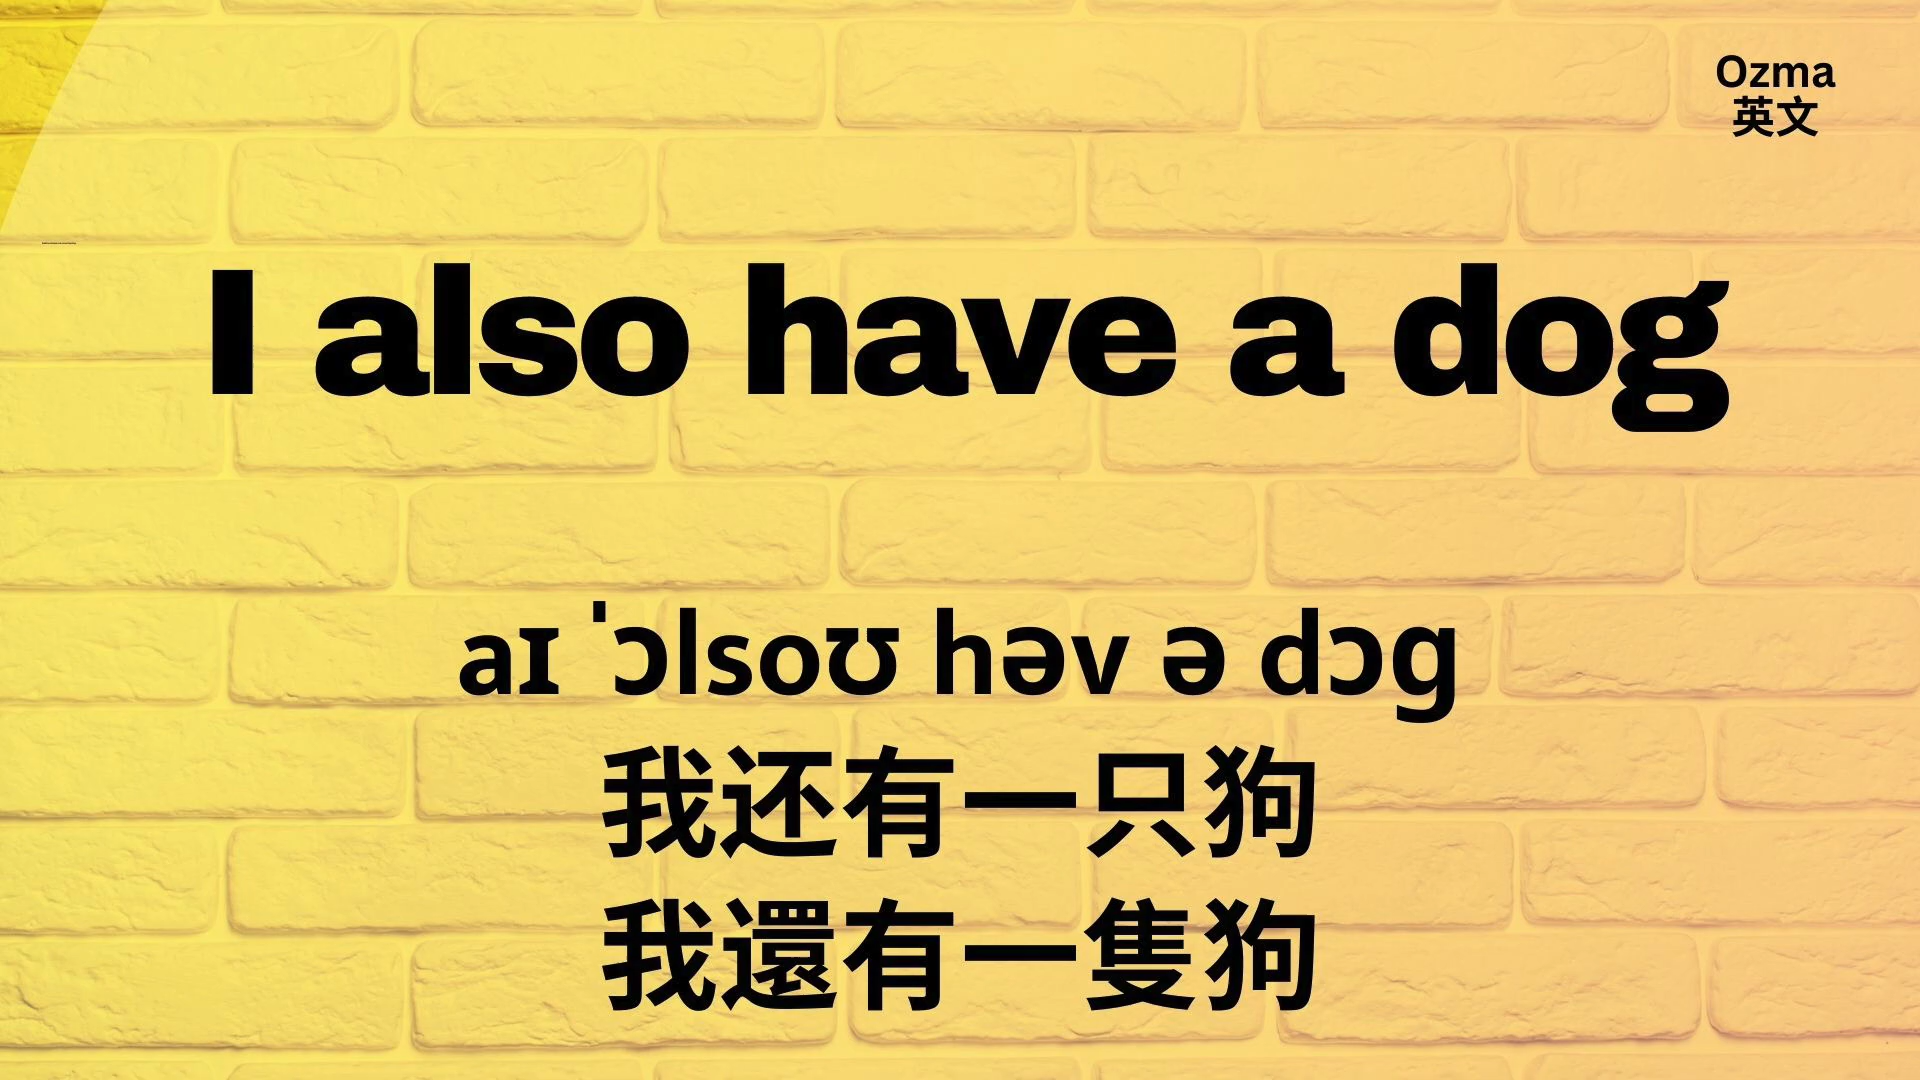 Ozma
英文
I also have a dog
aɪ ˈɔlsoʊ həv ə dɔg
我还有一只狗
我還有一隻狗